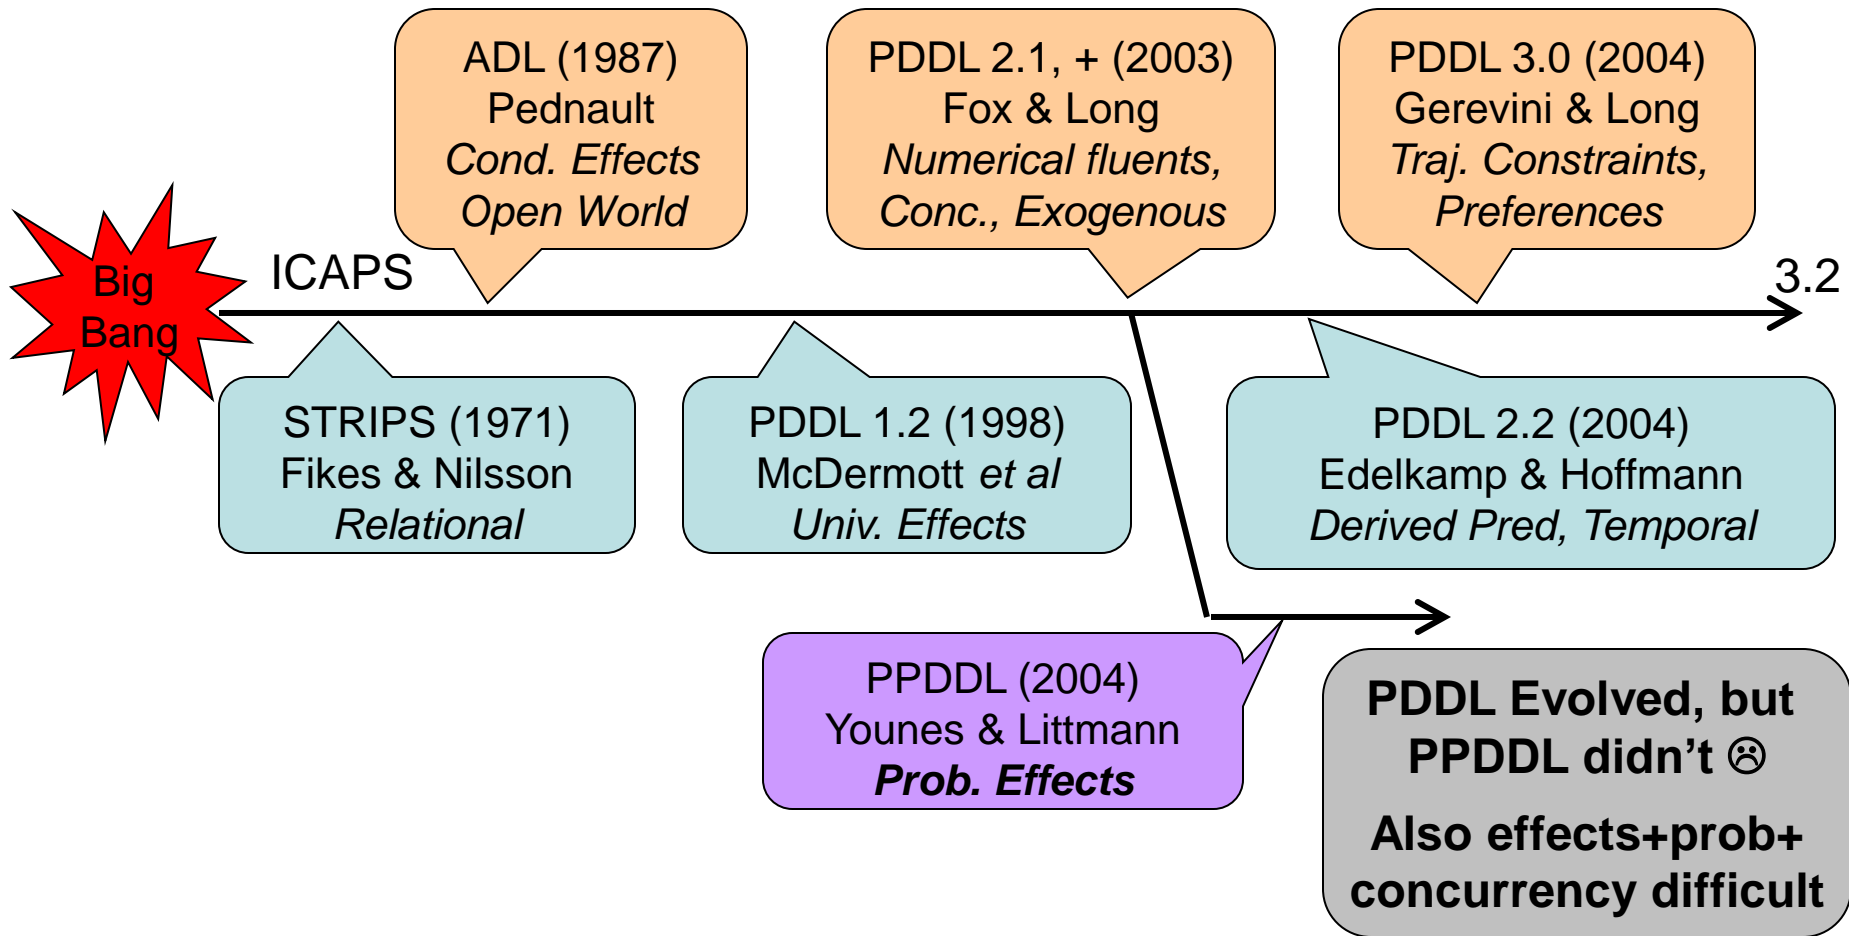 ADL (1987)
Pednault
Cond. Effects
Open World
PDDL 2.1, + (2003)
Fox & Long
Numerical fluents,
Conc., Exogenous
PDDL 3.0 (2004)
Gerevini & Long
Traj. Constraints,
Preferences
Big
Bang
ICAPS
3.2
STRIPS (1971)
Fikes & Nilsson
Relational
PDDL 1.2 (1998)
McDermott et al
Univ. Effects
PDDL 2.2 (2004)
Edelkamp & Hoffmann
Derived Pred, Temporal
PPDDL (2004)
Younes & Littmann
Prob. Effects
PDDL Evolved, but
PPDDL didn’t ☹
Also effects+prob+
concurrency difficult